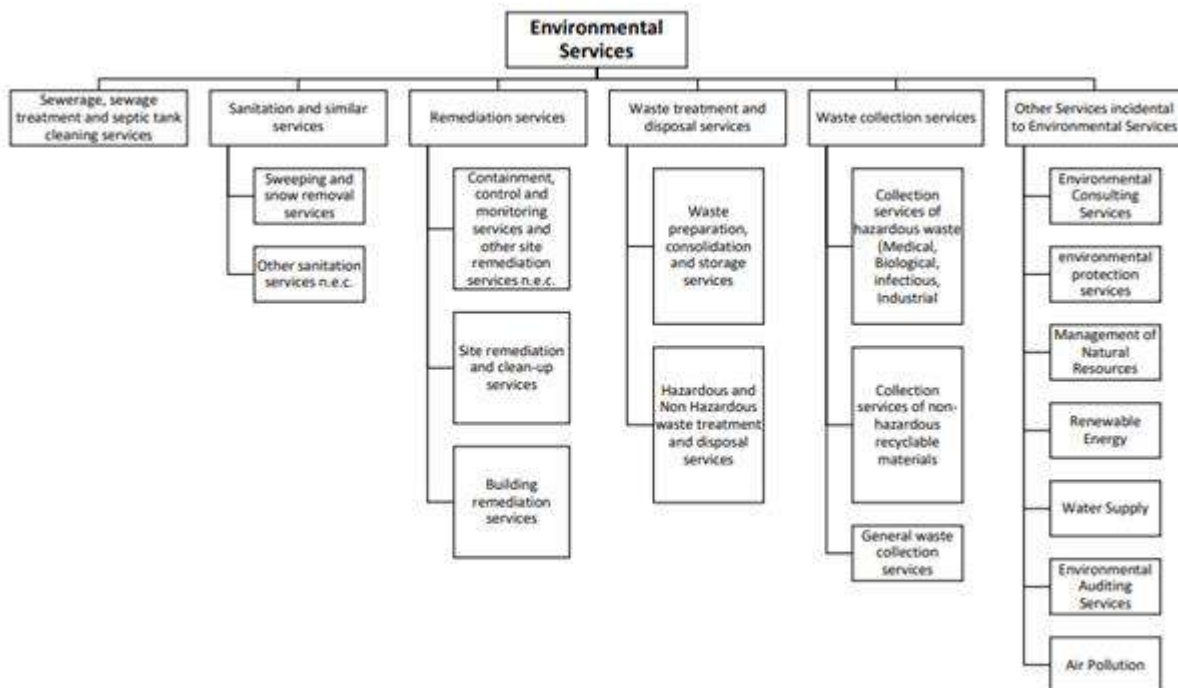 Environmental
Services
Sewerage, sewage
treatment and septic tank
cleaning services
Sanitation and similar
services
Remediation services
Waste treatment and
disposal services
Waste collection services
Other Services incidental
to Environmental Services
Sweeping and
snow removal
services
Other sanitation
services n.e.c.
Containment,
control and
monitoring
services and
other site
remediation
services n.e.c.
Site remediation
and clean-up
services
Building
remediation
services
Waste
preparation,
consolidation
and storage
services
Hazardous and
Non Hazardous
waste treatment
and disposal
services
Collection
services of
hazardous waste
(Medical,
Biological,
infectious,
Industrial
Collection
services of non-
hazardous
recyclable
materials
General waste
collection
services
Environmental
Consulting
Services
environmental
protection
services
Management of
Natural
Resources
Renewable
Energy
Water Supply
Environmental
Auditing
Services
Air Pollution